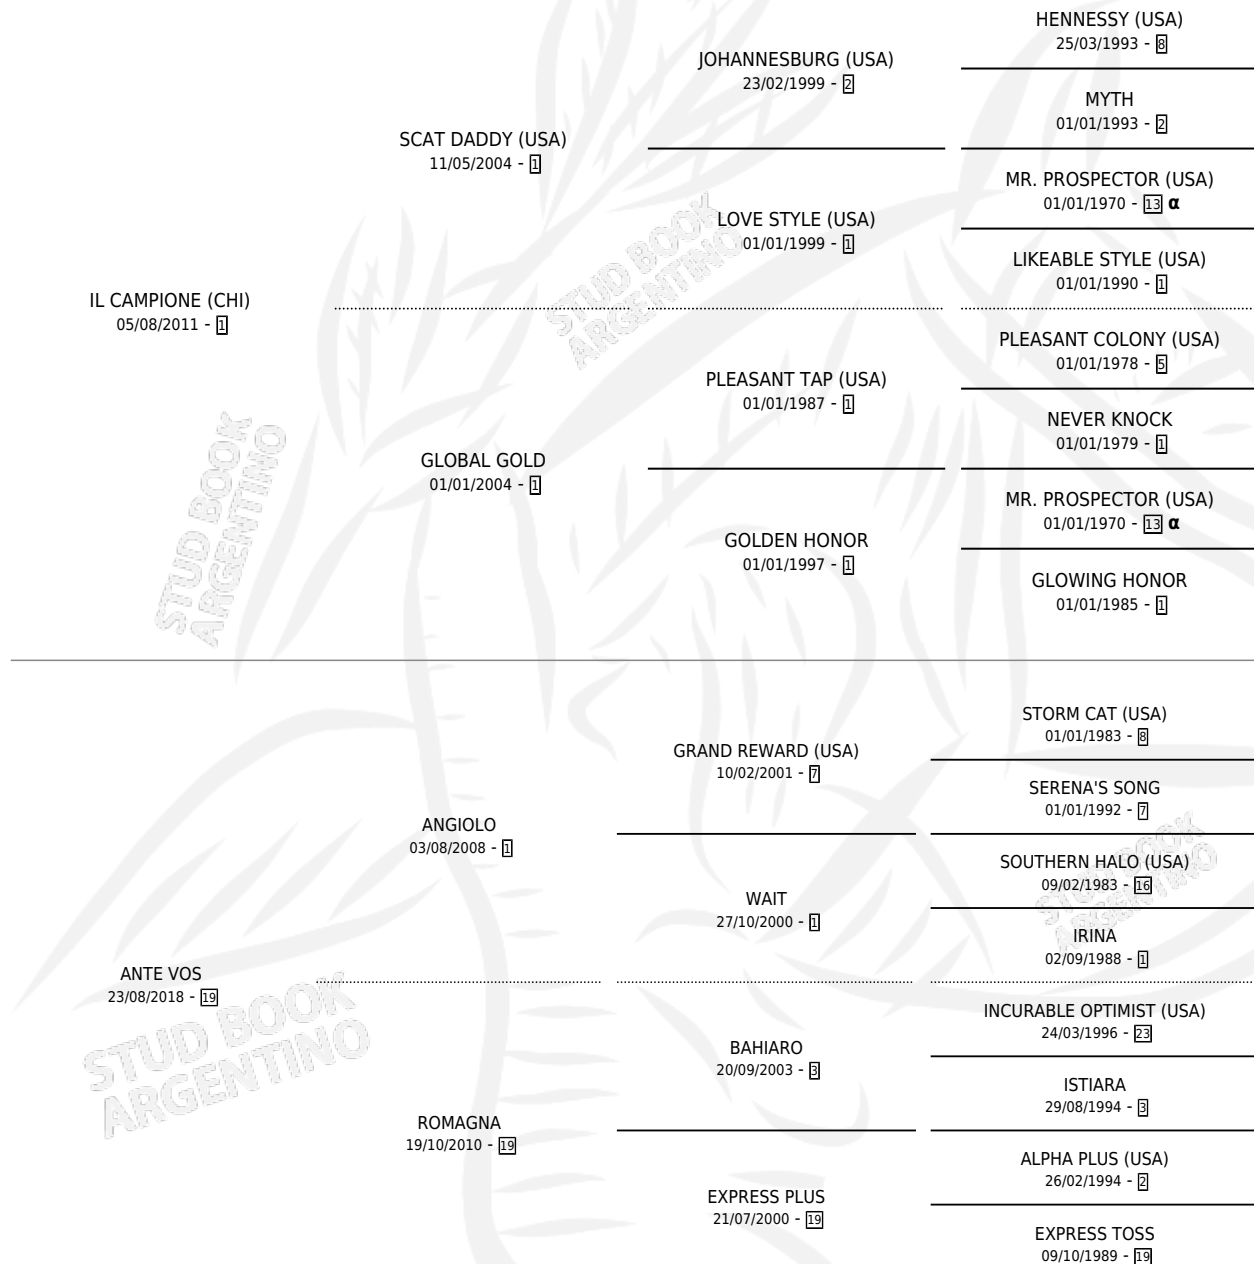 HENNESSY (USA)
25/03/1993 - 8
JOHANNESBURG (USA)
23/02/1999 - 2
MYTH
01/01/1993 - 2
SCAT DADDY (USA)
11/05/2004 - 1
MR. PROSPECTOR (USA)
01/01/1970 - 13 α
LOVE STYLE (USA)
01/01/1999 - 1
LIKEABLE STYLE (USA)
01/01/1990 - 1
IL CAMPIONE (CHI)
05/08/2011 - 1
PLEASANT COLONY (USA)
01/01/1978 - 5
PLEASANT TAP (USA)
01/01/1987 - 1
NEVER KNOCK
01/01/1979 - 1
GLOBAL GOLD
01/01/2004 - 1
MR. PROSPECTOR (USA)
01/01/1970 - 13 α
GOLDEN HONOR
01/01/1997 - 1
GLOWING HONOR
01/01/1985 - 1
STORM CAT (USA)
01/01/1983 - 8
GRAND REWARD (USA)
10/02/2001 - 7
SERENA'S SONG
01/01/1992 - 7
ANGIOLO
03/08/2008 - 1
SOUTHERN HALO (USA)
09/02/1983 - 16
WAIT
27/10/2000 - 1
IRINA
02/09/1988 - 1
ANTE VOS
23/08/2018 - 19
INCURABLE OPTIMIST (USA)
24/03/1996 - 23
BAHIARO
20/09/2003 - 3
ISTIARA
29/08/1994 - 3
ROMAGNA
19/10/2010 - 19
ALPHA PLUS (USA)
26/02/1994 - 2
EXPRESS PLUS
21/07/2000 - 19
EXPRESS TOSS
09/10/1989 - 19
STUD BOOK
ARGENTINO
STUD BOOK
ARGENTINO
STUD BOOK
ARGENTINO
STUD BOOK
ARGENTINO